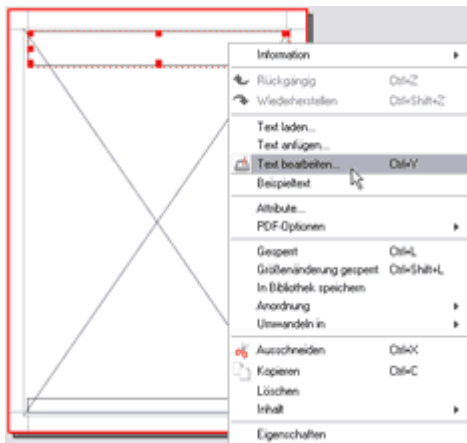 Information
Rückgängig Ctrl+Z
Wiederherstellen Ctrl+Shift+Z
Text laden...
Text anfügen...
Text bearbeiten... Ctrl+Y
Beispieltext
Attribute...
PDF-Optionen
Gesperrt Ctrl+L
Größenänderung gesperrt Ctrl+Shift+L
In Bibliothek speichern
Anordnung
Umwandeln in
Ausschneiden Ctrl+X
Kopieren Ctrl+C
Löschen
Inhalt
Eigenschaften